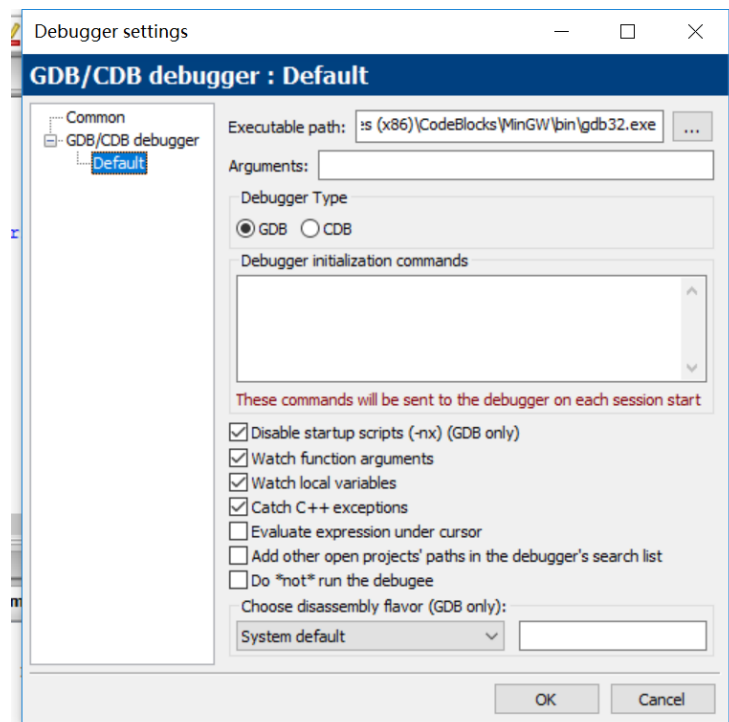 Debugger settings
GDB/CDB debugger : Default
Common
GDB/CDB debugger
Default
Executable path: :s (x86)\CodeBlocks\MinGW\bin\gdb32.exe ...
Arguments:
Debugger Type
GDB CDB
Debugger initialization commands
These commands will be sent to the debugger on each session start
Disable startup scripts (-nx) (GDB only)
Watch function arguments
Watch local variables
Catch C++ exceptions
Evaluate expression under cursor
Add other open projects' paths in the debugger's search list
Do *not* run the debugee
Choose disassembly flavor (GDB only):
System default
OK Cancel